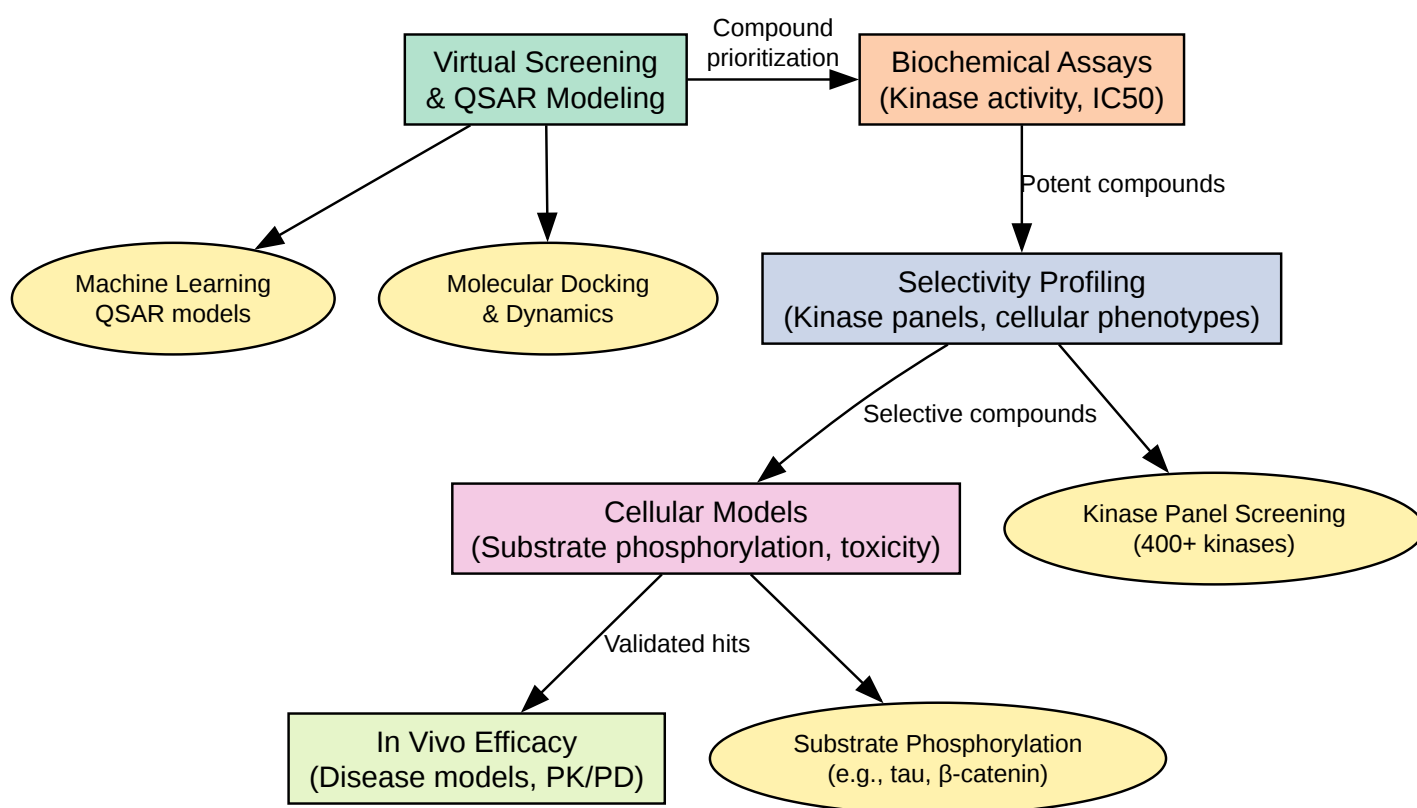 Virtual Screening
& QSAR Modeling
Compound
prioritization
Biochemical Assays
(Kinase activity, IC50)
Potent compounds
Machine Learning
QSAR models
Molecular Docking
& Dynamics
Selectivity Profiling
(Kinase panels, cellular phenotypes)
Selective compounds
Cellular Models
(Substrate phosphorylation, toxicity)
Kinase Panel Screening
(400+ kinases)
Validated hits
In Vivo Efficacy
(Disease models, PK/PD)
Substrate Phosphorylation
(e.g., tau, β-catenin)